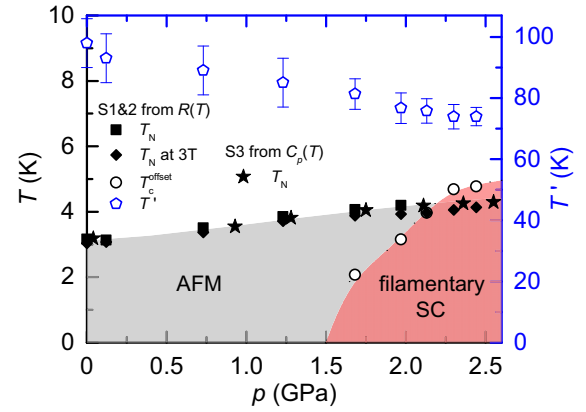 10
8
6
4
2
0
T (K)
100
80
60
40
20
0
T' (K)
S1&2 from R(T)
T_N
T_N at 3T
T_c^offset
T'
S3 from C_p(T)
T_N
AFM
filamentary
SC
0
0.5
1.0
1.5
2.0
2.5
p (GPa)